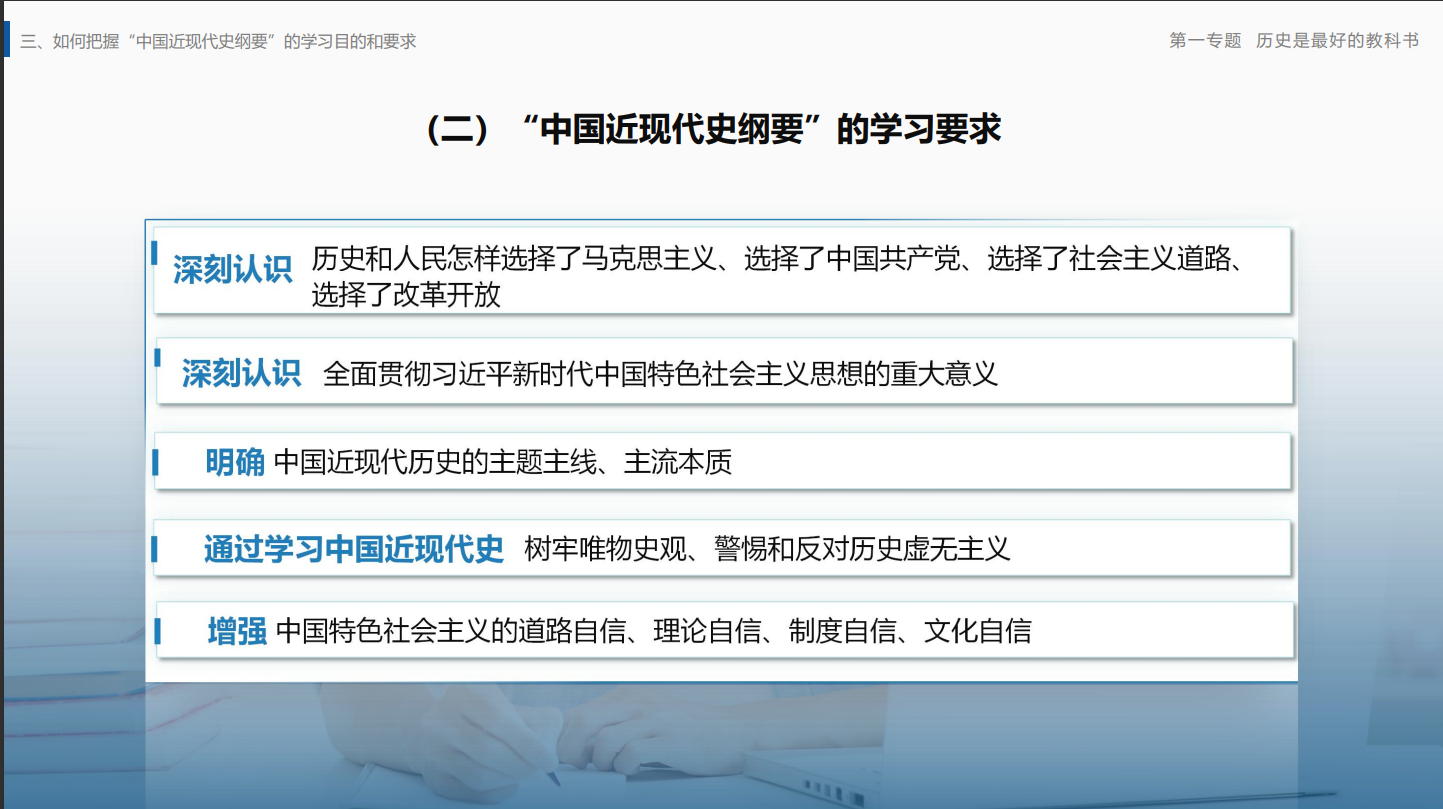 三、如何把握“中国近现代史纲要”的学习目的和要求
第一专题 历史是最好的教科书
（二）“中国近现代史纲要”的学习要求
深刻认识 历史和人民怎样选择了马克思主义、选择了中国共产党、选择了社会主义道路、
选择了改革开放
深刻认识 全面贯彻习近平新时代中国特色社会主义思想的重大意义
明确 中国近现代历史的主题主线、主流本质
通过学习中国近现代史 树牢唯物史观、警惕和反对历史虚无主义
增强 中国特色社会主义的道路自信、理论自信、制度自信、文化自信